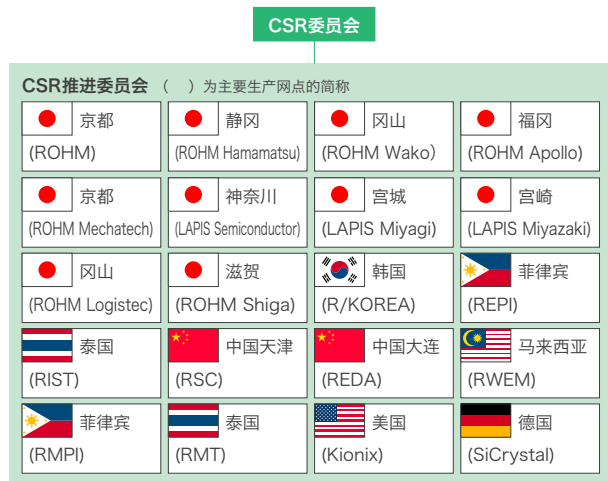 CSR委员会
CSR推进委员会 （　）为主要生产网点的简称
京都
(ROHM)
静冈
(ROHM Hamamatsu)
冈山
(ROHM Wako）
福冈
(ROHM Apollo)
京都
(ROHM Mechatech)
神奈川
(LAPIS Semiconductor)
宫城
(LAPIS Miyagi)
宫崎
(LAPIS Miyazaki)
冈山
(ROHM Logistec)
滋贺
(ROHM Shiga)
韩国
(R/KOREA)
菲律宾
(REPI)
泰国
(RIST)
中国天津
(RSC)
中国大连
(REDA)
马来西亚
(RWEM)
菲律宾
(RMPI)
泰国
(RMT)
美国
(Kionix)
德国
(SiCrystal)